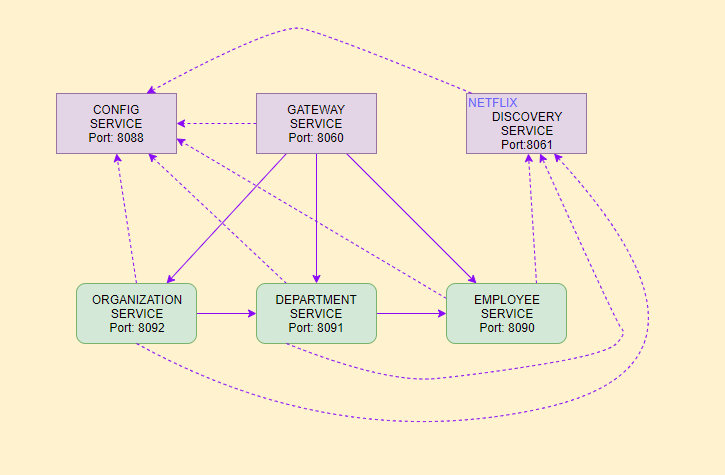 CONFIG
SERVICE
Port: 8088
GATEWAY
SERVICE
Port: 8060
NETFLIX
DISCOVERY
SERVICE
Port:8061
ORGANIZATION
SERVICE
Port: 8092
DEPARTMENT
SERVICE
Port: 8091
EMPLOYEE
SERVICE
Port: 8090